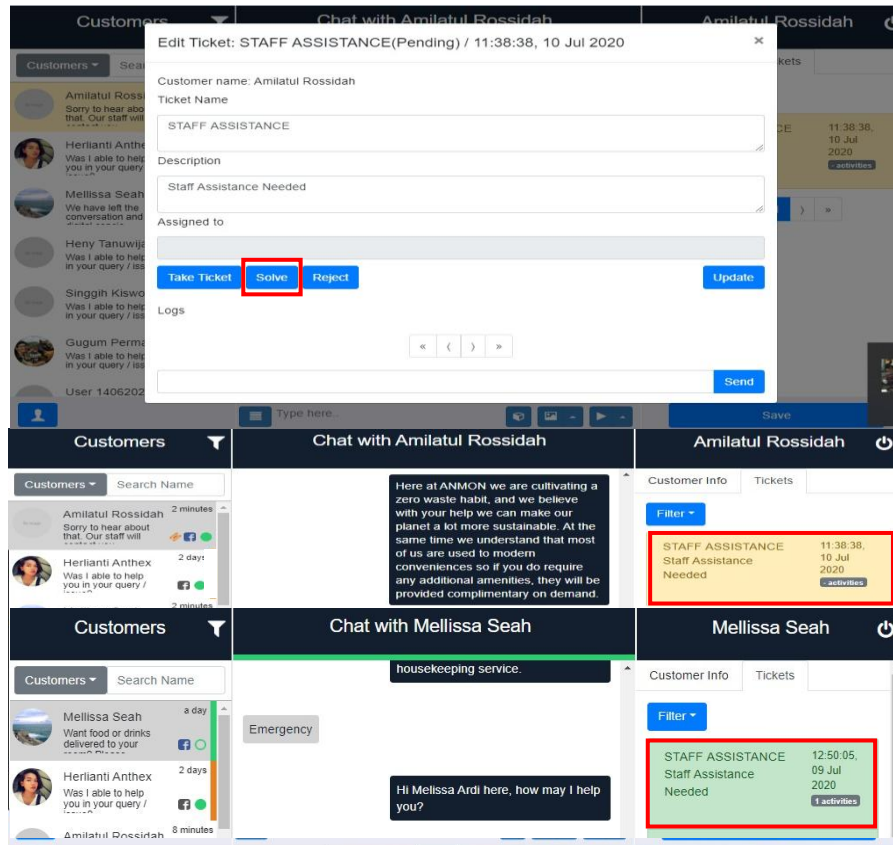 Customers
Chat with Amilatul Rossidah
Amilatul Rossidah
Edit Ticket: STAFF ASSISTANCE(Pending) / 11:38:38, 10 Jul 2020
×
Customers
Customer name: Amilatul Rossidah
Ticket Name
STAFF ASSISTANCE
Description
Staff Assistance Needed
Assigned to
Take Ticket
Solve
Reject
Update
Logs
«
⟨
⟩
»
Send
Amilatul
Sorry to hear
that. Our staff will
Herlianti
Was I able to help
you in your query
Mellissa Seah
We have left the
conversation and
Heny
Was I able to help
in your query /
Singgih
Was I able to help
in your query /
Gugum
Was I able to help
in your query /
User
11:38:38,
10 Jul
2020
- activities
⟩
»
Type here..
Save
Customers
Chat with Amilatul Rossidah
Amilatul Rossidah
Customers
Search Name
Amilatul Rossidah
2 minutes
Sorry to hear about
that. Our staff will
Herlianti Anthex
Was I able to help
you in your query /
2 minutes
Here at ANMON we are cultivating a
zero waste habit, and we believe
with your help we can make our
planet a lot more sustainable. At the
same time we understand that most
of us are used to modern
conveniences so if you do require
any additional amenities, they will be
provided complimentary on demand.
Customer Info
Tickets
Filter
STAFF ASSISTANCE
Staff Assistance
Needed
11:38:38,
10 Jul
2020
- activities
Customers
Chat with Mellissa Seah
Mellissa Seah
Customers
Search Name
Mellissa Seah
a day
Want food or drinks
delivered to your
Herlianti Anthex
2 days
Was I able to help
you in your query /
Amilatul Rossidah
8 minutes
housekeeping service.
Emergency
Hi Melissa Ardi here, how may I help
you?
Customer Info
Tickets
Filter
STAFF ASSISTANCE
Staff Assistance
Needed
12:50:05,
09 Jul
2020
1 activities